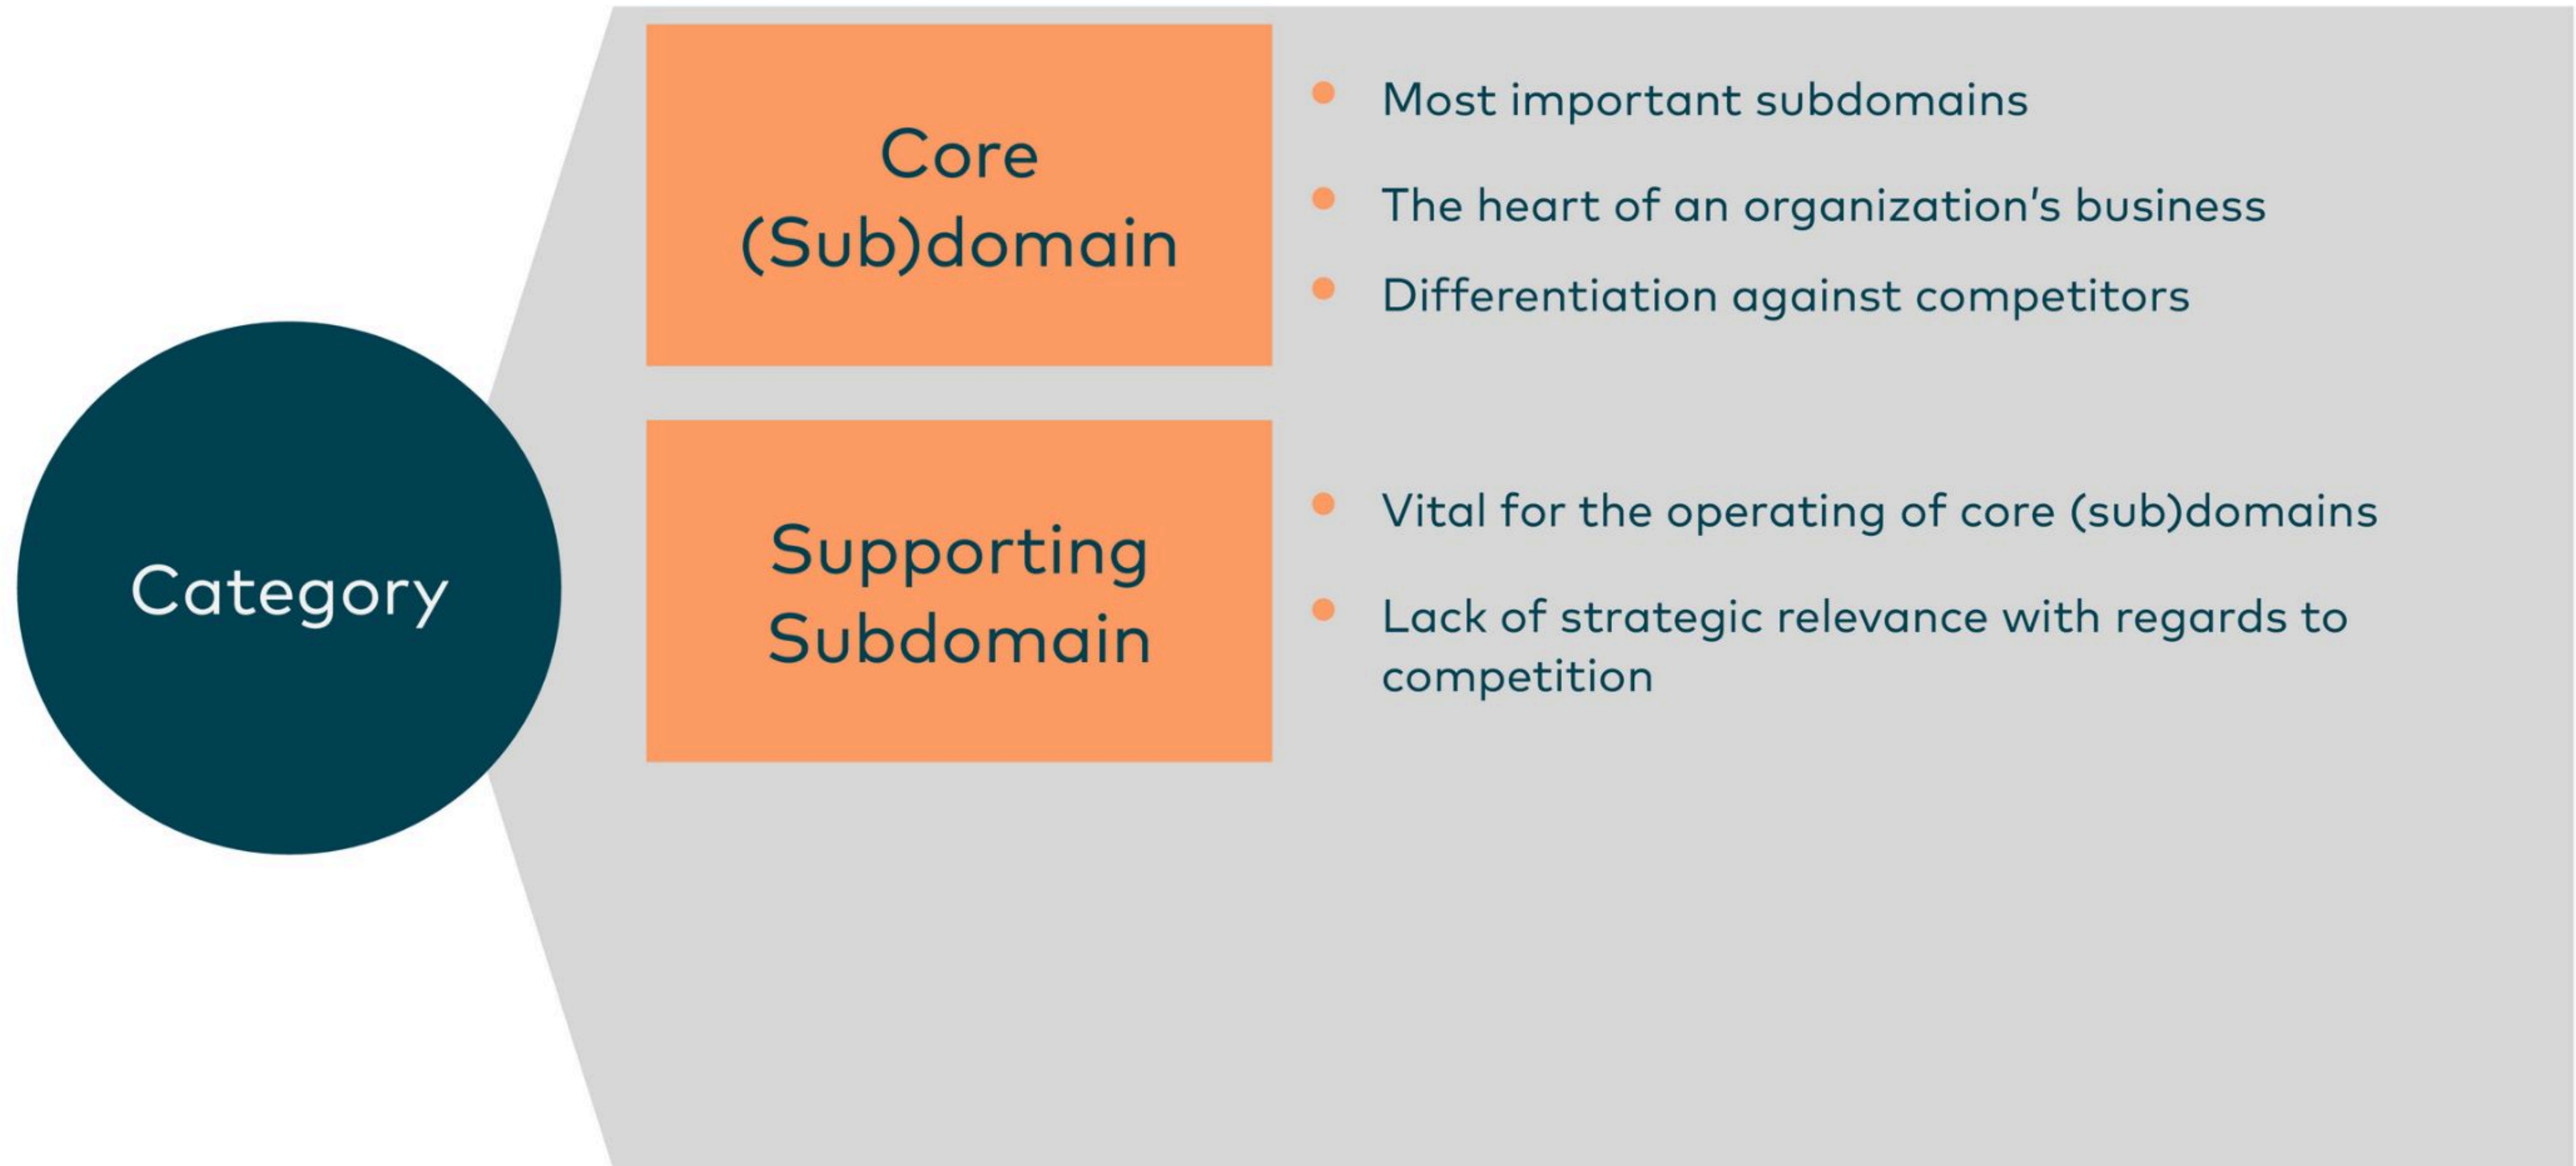 Category
Core
(Sub)domain
Most important subdomains
The heart of an organization's business
Differentiation against competitors
Supporting
Subdomain
Vital for the operating of core (sub)domains
Lack of strategic relevance with regards to
competition